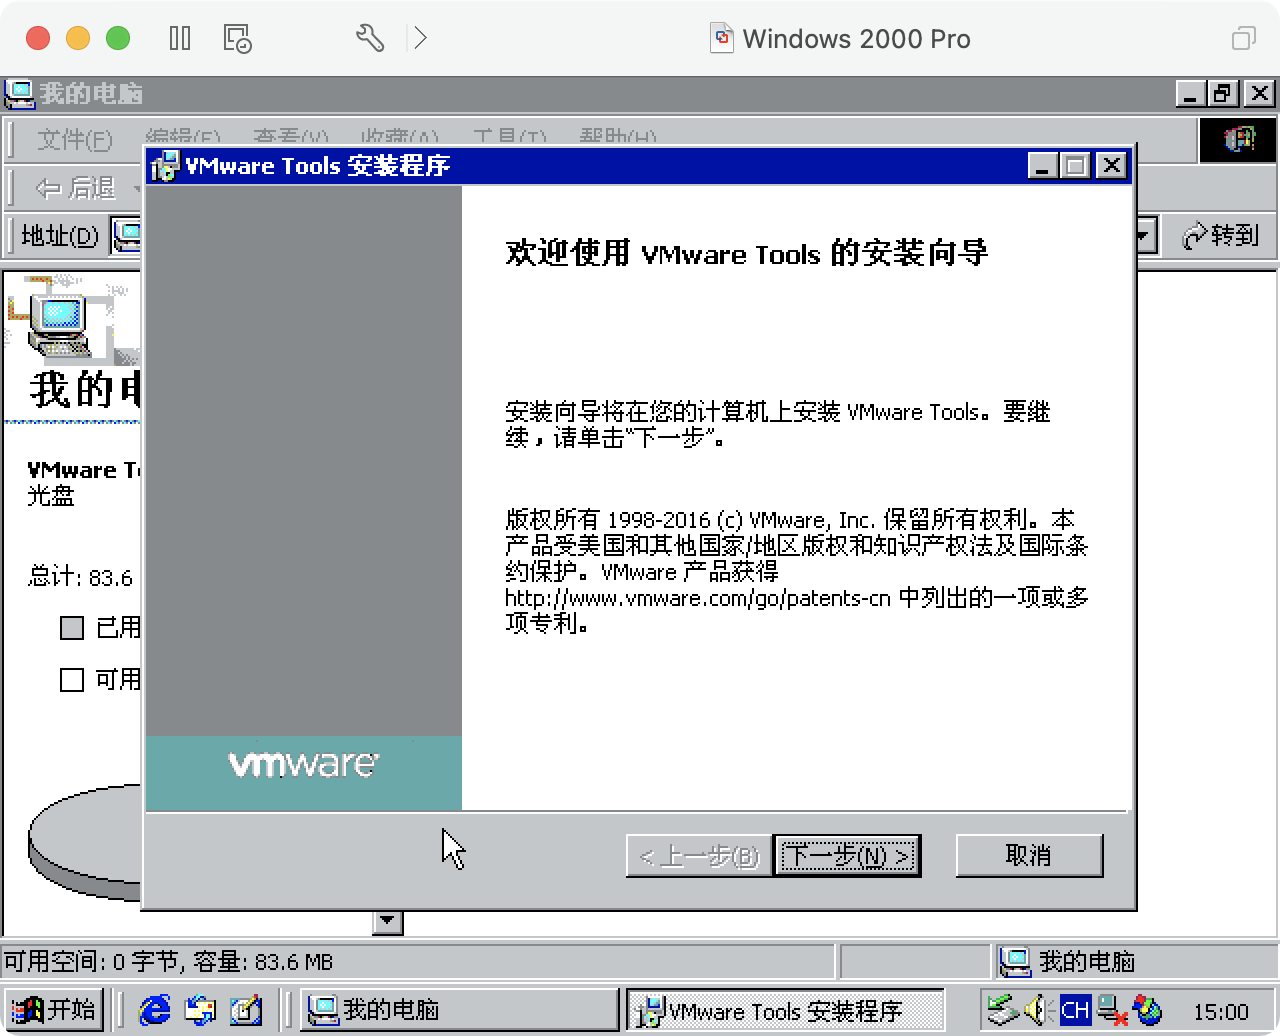 Windows 2000 Pro
我的电脑
文件(F) 编辑(E) 查看(V) 收藏(A) 工具(T) 帮助(H)
后退
地址(D)
转到
VMware Tools 安装程序
欢迎使用 VMware Tools 的安装向导
安装向导将在您的计算机上安装 VMware Tools。要继
续，请单击“下一步”。
版权所有 1998-2016 (c) VMware, Inc. 保留所有权利。本
产品受美国和其他国家/地区版权和知识产权法及国际条
约保护。VMware 产品获得
http://www.vmware.com/go/patents-cn 中列出的一项或多
项专利。
我的
VMware
光盘
总计: 83.6
已用
可用
vmware
< 上一步(B) 下一步(N) > 取消
可用空间: 0 字节, 容量: 83.6 MB
我的电脑
开始
我的电脑
VMware Tools 安装程序
CH
15:00